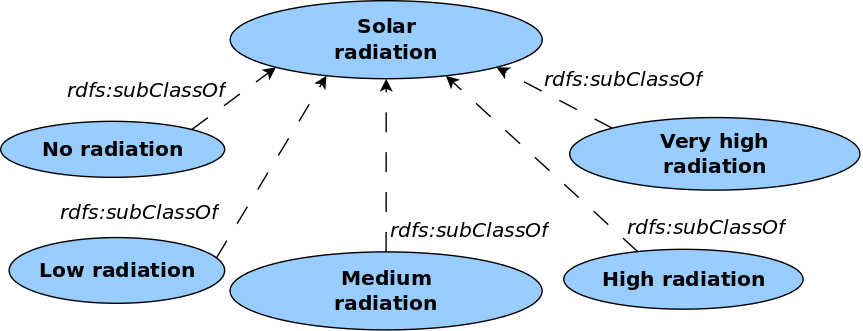 Solar
radiation
rdfs:subClassOf
rdfs:subClassOf
No radiation
Very high
radiation
rdfs:subClassOf
rdfs:subClassOf
rdfs:subClassOf
Low radiation
Medium
radiation
High radiation